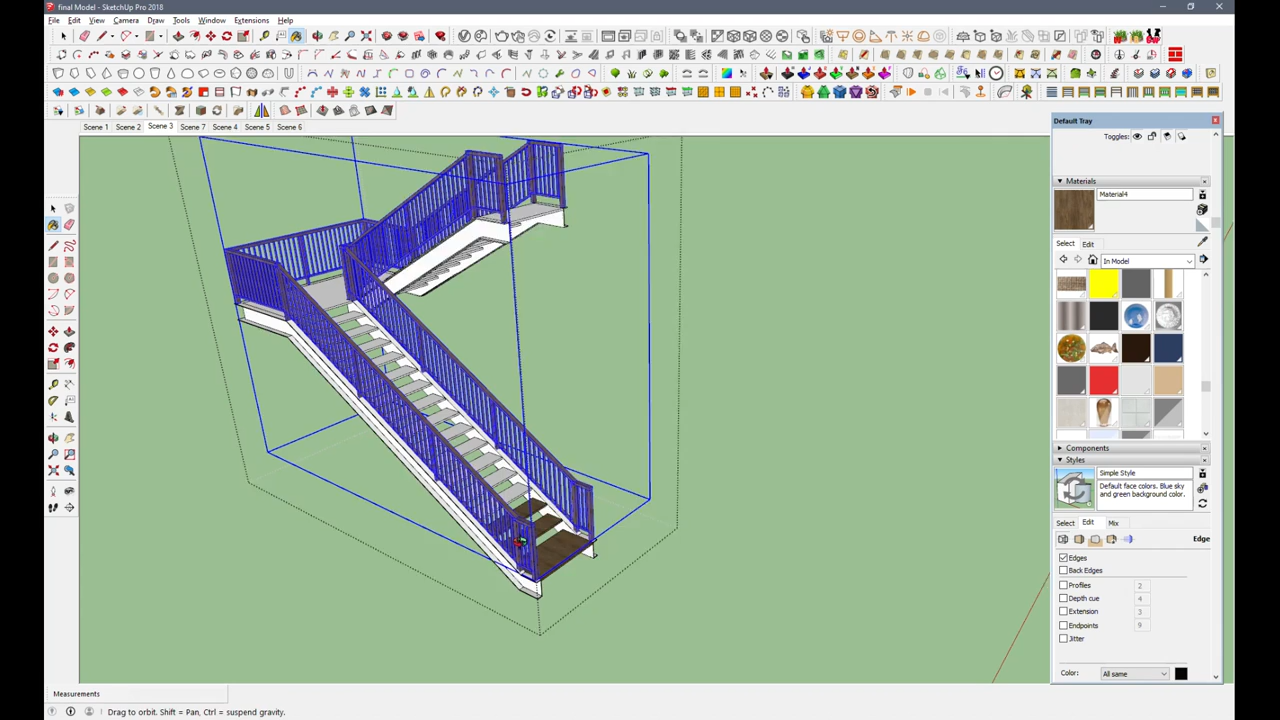 final Model - SketchUp Pro 2018
File Edit View Camera Draw Tools Window Extensions Help
Scene 1 Scene 2 Scene 3 Scene 7 Scene 4 Scene 5 Scene 6
Default Tray
Toggles:
Materials
Material4
Select Edit
In Model
Components
Styles
Simple Style
Default face colors. Blue sky
and green background color.
Select Edit Mix
Edge
Edges
Back Edges
Profiles 2
Depth cue 4
Extension 3
Endpoints 9
Jitter
Color: All same
Measurements
Drag to orbit. Shift = Pan, Ctrl = suspend gravity.